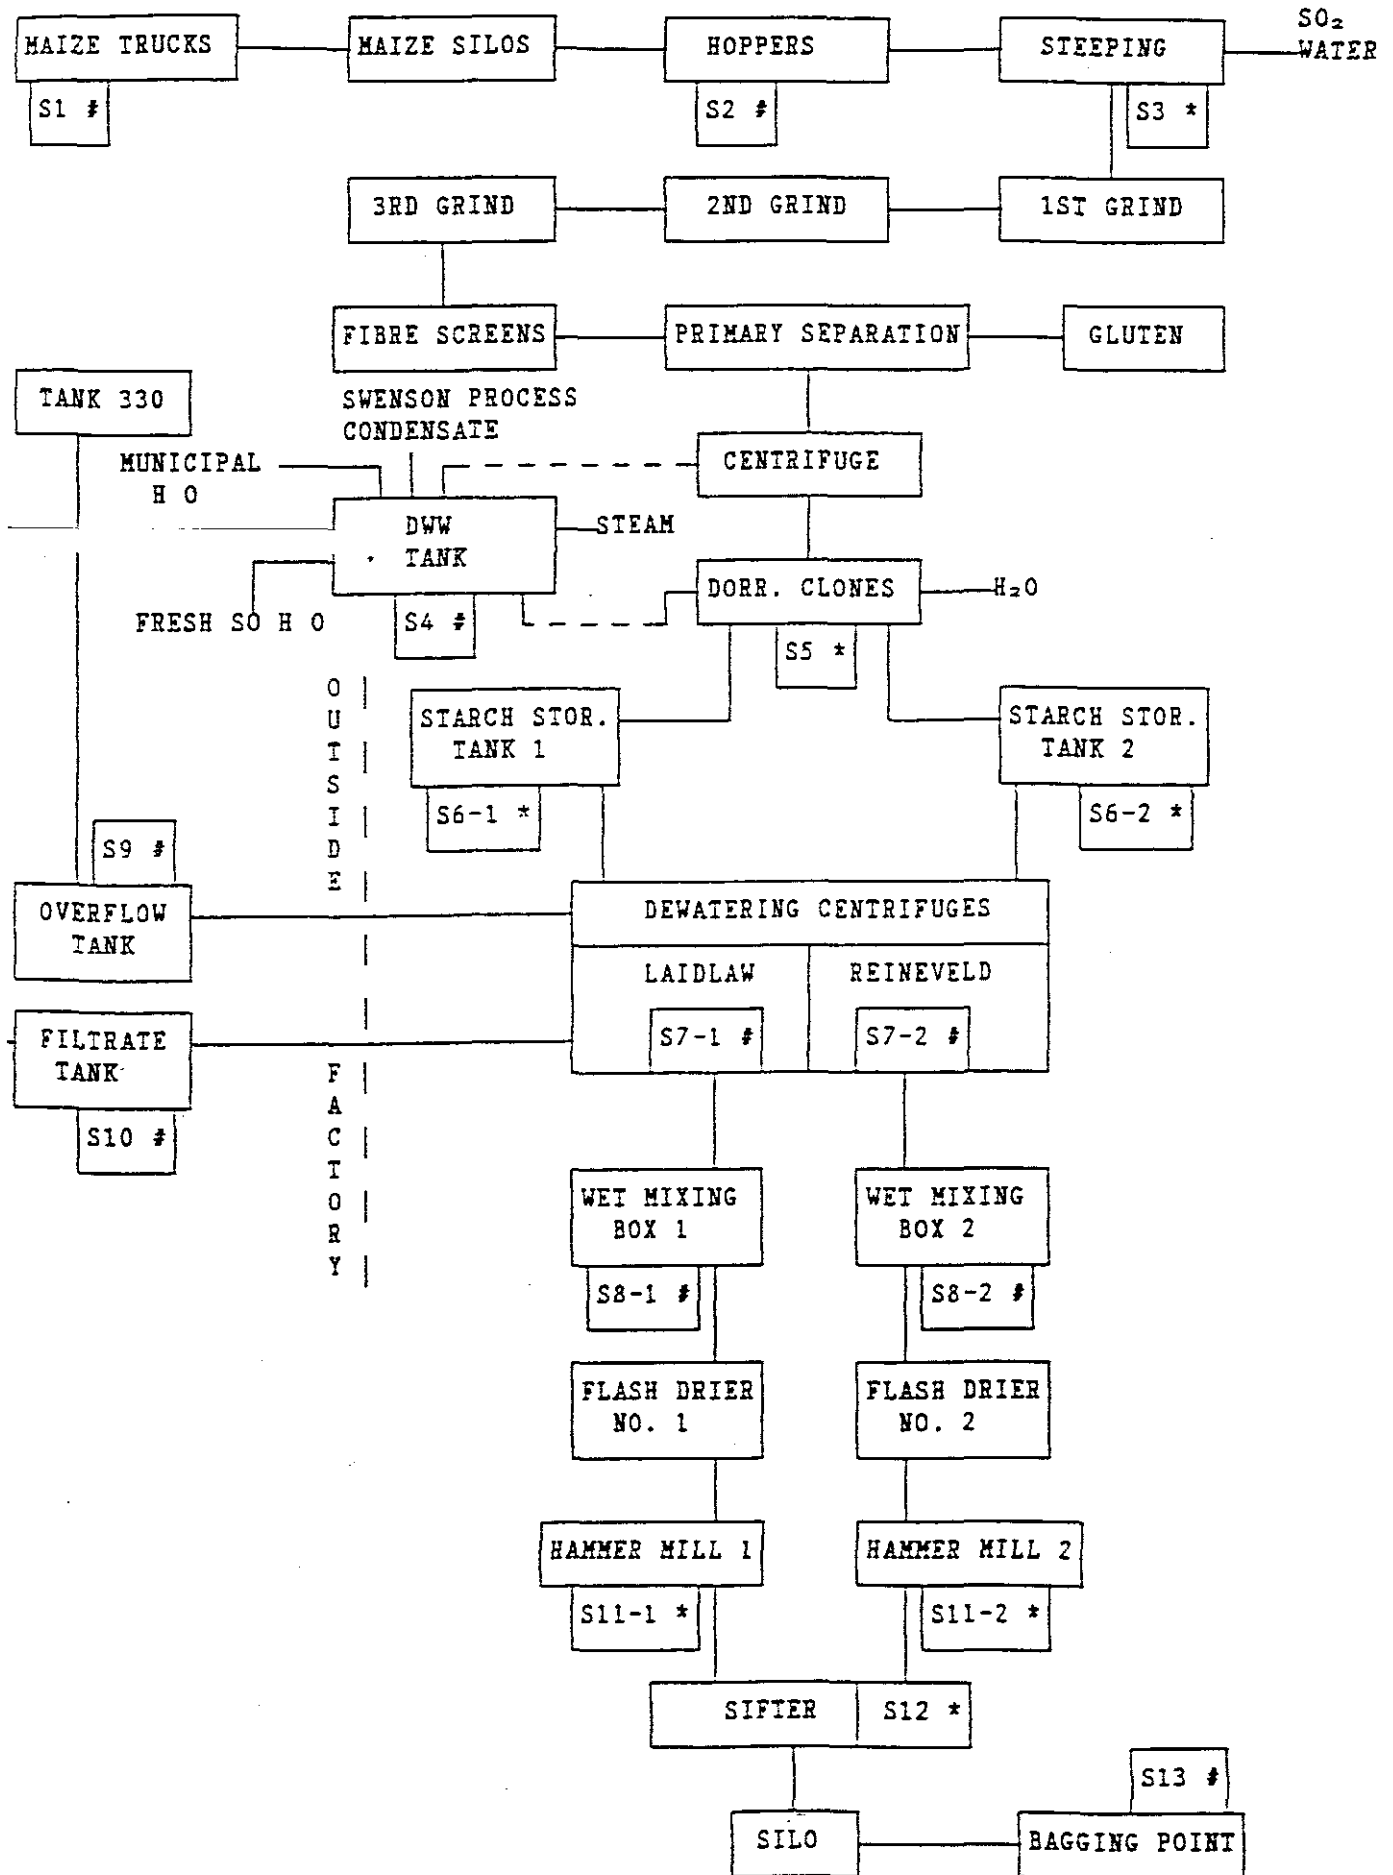 SO₂
WATER
MAIZE TRUCKS
MAIZE SILOS
HOPPERS
STEEPING
S1 #
S2 #
S3 *
3RD GRIND
2ND GRIND
1ST GRIND
FIBRE SCREENS
PRIMARY SEPARATION
GLUTEN
TANK 330
SWENSON PROCESS
CONDENSATE
MUNICIPAL
H O
CENTRIFUGE
DWW
TANK
STEAM
DORR. CLONES
H₂O
FRESH SO H O
S4 #
S5 *
OUTSIDE
STARCH STOR.
TANK 1
STARCH STOR.
TANK 2
S6-1 *
S6-2 *
S9 #
OVERFLOW
TANK
DEWATERING CENTRIFUGES
LAIDLAW
REINEVELD
S7-1 #
S7-2 #
FILTRATE
TANK
S10 #
FACTORY
WET MIXING
BOX 1
WET MIXING
BOX 2
S8-1 #
S8-2 #
FLASH DRIER
NO. 1
FLASH DRIER
NO. 2
HAMMER MILL 1
HAMMER MILL 2
S11-1 *
S11-2 *
SIFTER
S12 *
S13 #
SILO
BAGGING POINT